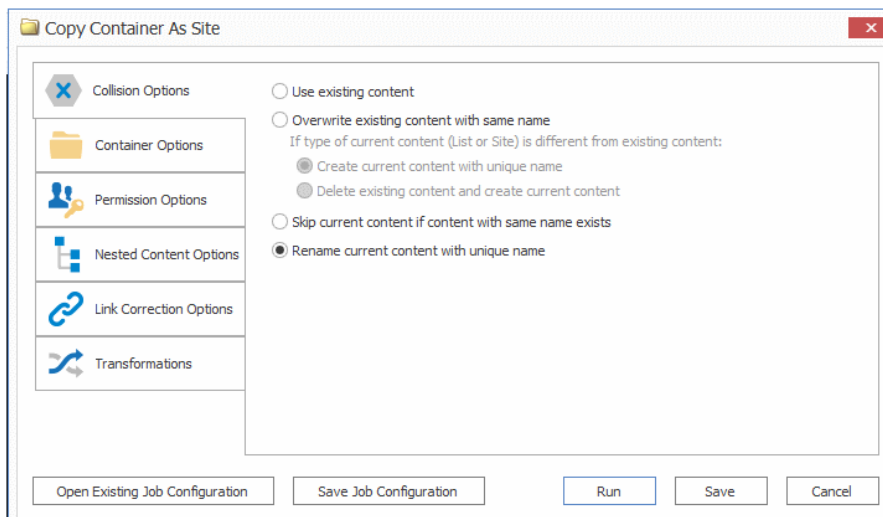 Copy Container As Site
Collision Options
Container Options
Permission Options
Nested Content Options
Link Correction Options
Transformations
Use existing content
Overwrite existing content with same name
If type of current content (List or Site) is different from existing content:
Create current content with unique name
Delete existing content and create current content
Skip current content if content with same name exists
Rename current content with unique name
Open Existing Job Configuration
Save Job Configuration
Run
Save
Cancel